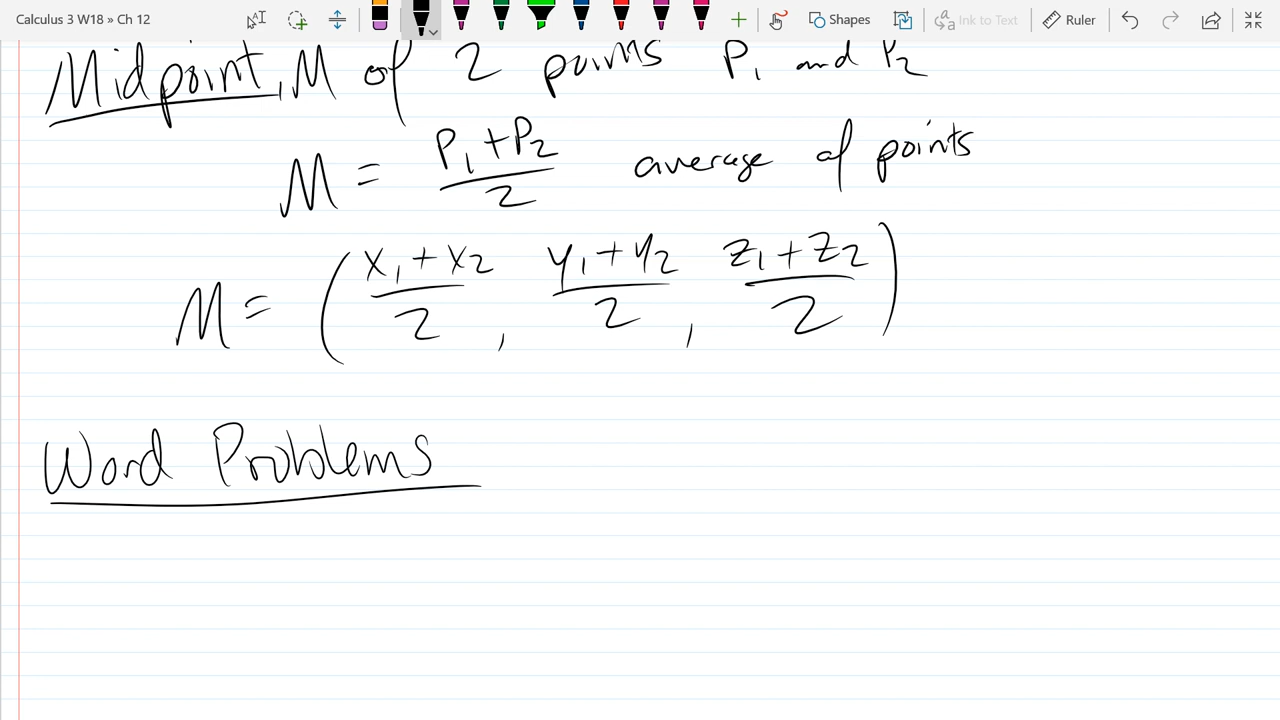 Calculus 3 W18 » Ch 12
Shapes
Ink to Text
Ruler
Midpoint, M of 2 points P₁ and P₂
M = (P₁+P₂)/2 average of points
M = ((x₁+x₂)/2, (y₁+y₂)/2, (z₁+z₂)/2)
Word Problems